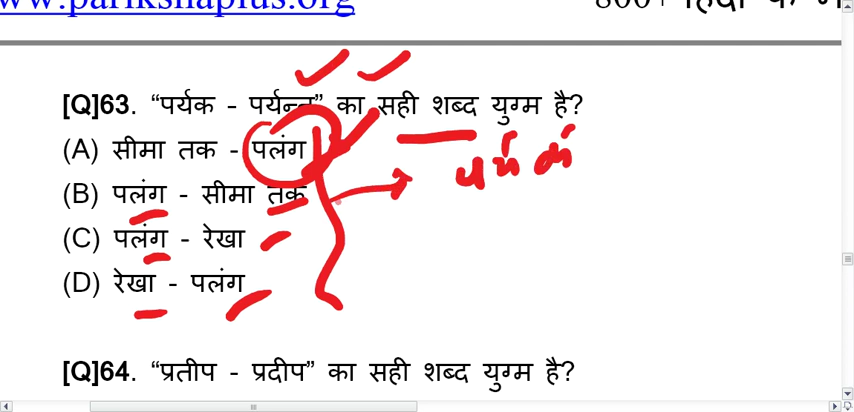 www.parikshaplus.org
[Q]63. “पर्यक - पर्यन्त” का सही शब्द युग्म है?
(A) सीमा तक - पलंग
(B) पलंग - सीमा तक
(C) पलंग - रेखा
(D) रेखा - पलंग
[Q]64. “प्रतीप - प्रदीप” का सही शब्द युग्म है?